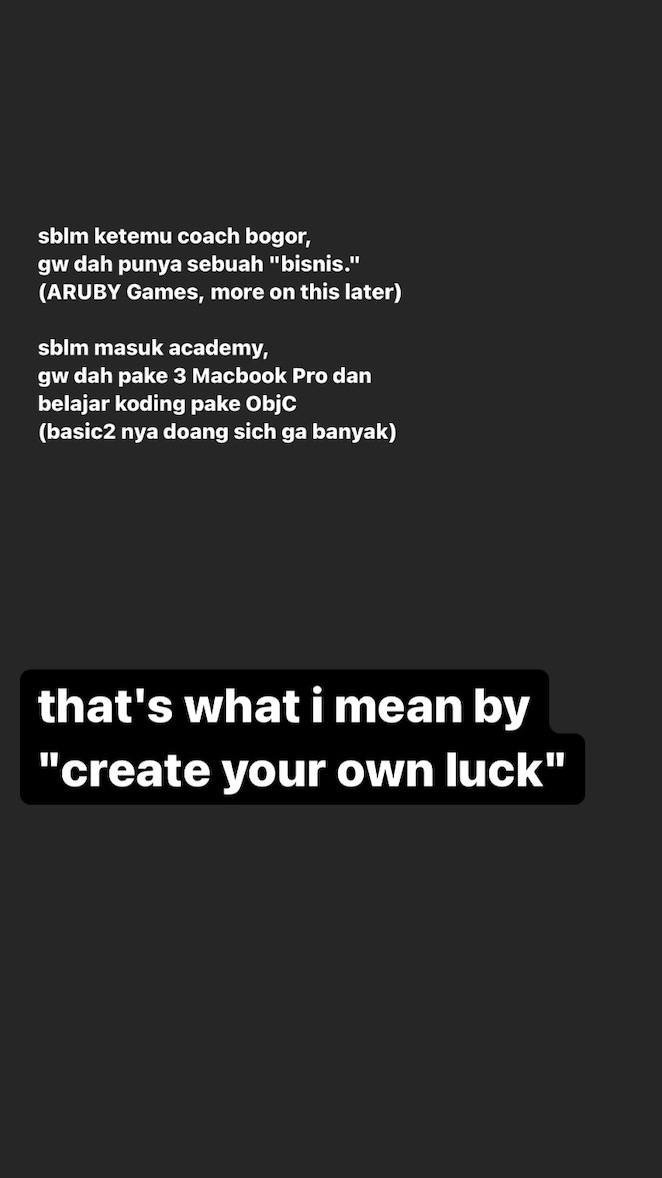 sblm ketemu coach bogor,
gw dah punya sebuah "bisnis."
(ARUBY Games, more on this later)
sblm masuk academy,
gw dah pake 3 Macbook Pro dan
belajar koding pake ObjC
(basic2 nya doang sich ga banyak)
that's what i mean by
"create your own luck"